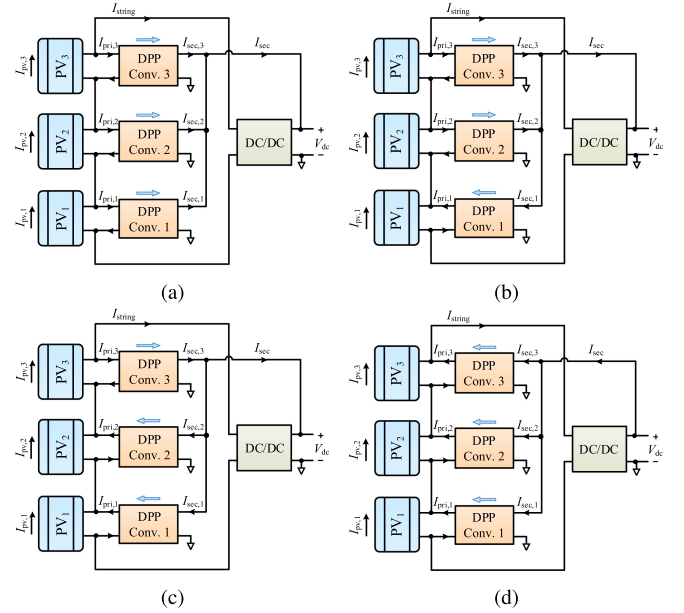 I_string
I_pri,3 I_sec,3 I_sec
I_pv,3 PV_3 DPP Conv. 3
I_pri,2 I_sec,2
I_pv,2 PV_2 DPP Conv. 2 DC/DC + V_dc −
I_pri,1 I_sec,1
I_pv,1 PV_1 DPP Conv. 1
(a)
I_string
I_pri,3 I_sec,3 I_sec
I_pv,3 PV_3 DPP Conv. 3
I_pri,2 I_sec,2
I_pv,2 PV_2 DPP Conv. 2 DC/DC + V_dc −
I_pri,1 I_sec,1
I_pv,1 PV_1 DPP Conv. 1
(b)
I_string
I_pri,3 I_sec,3 I_sec
I_pv,3 PV_3 DPP Conv. 3
I_pri,2 I_sec,2
I_pv,2 PV_2 DPP Conv. 2 DC/DC + V_dc −
I_pri,1 I_sec,1
I_pv,1 PV_1 DPP Conv. 1
(c)
I_string
I_pri,3 I_sec,3 I_sec
I_pv,3 PV_3 DPP Conv. 3
I_pri,2 I_sec,2
I_pv,2 PV_2 DPP Conv. 2 DC/DC + V_dc −
I_pri,1 I_sec,1
I_pv,1 PV_1 DPP Conv. 1
(d)